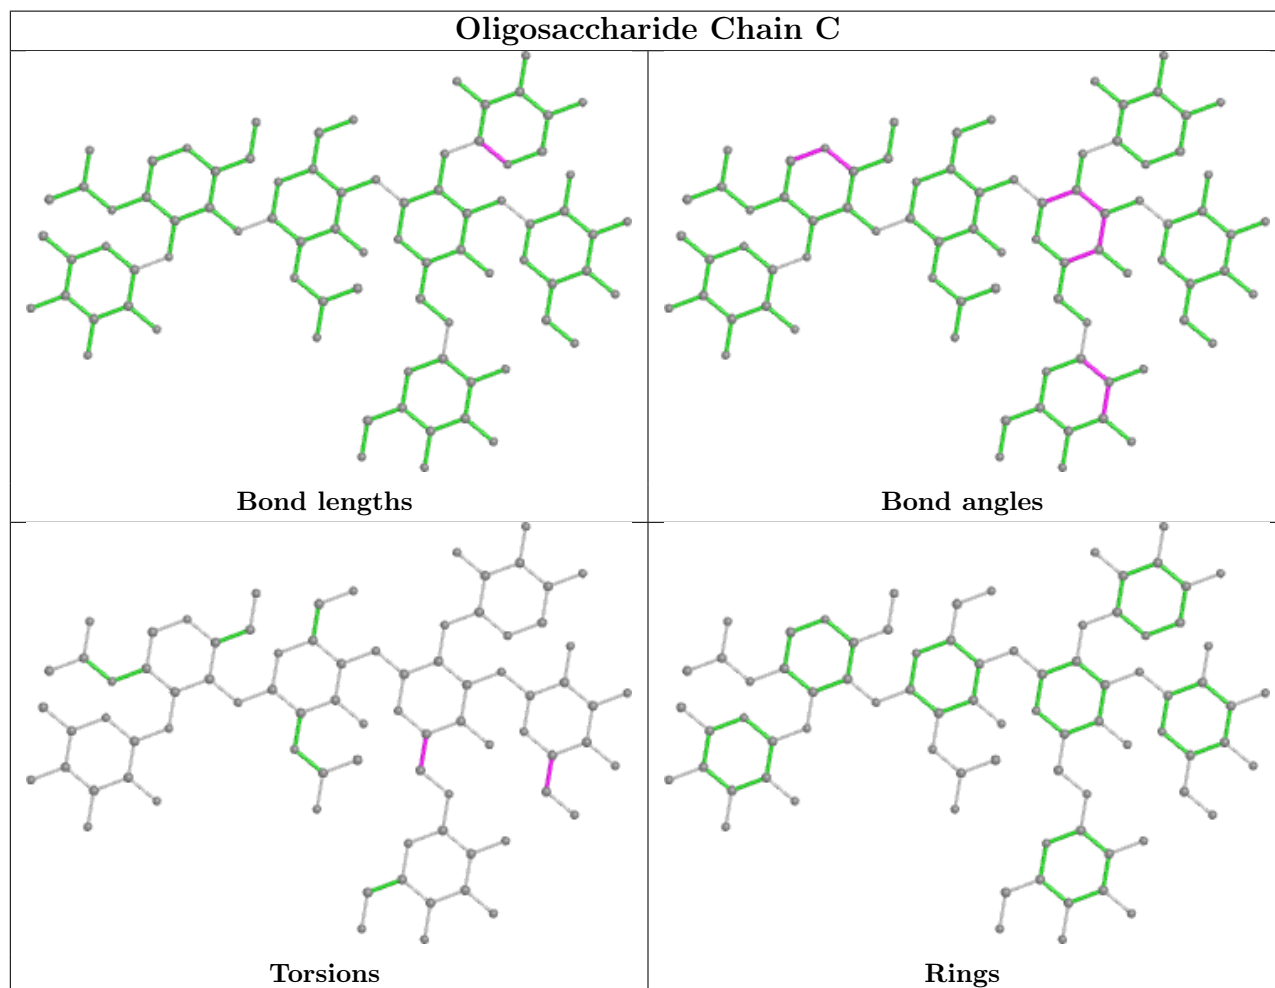 Oligosaccharide Chain C
Bond lengths
Bond angles
Torsions
Rings